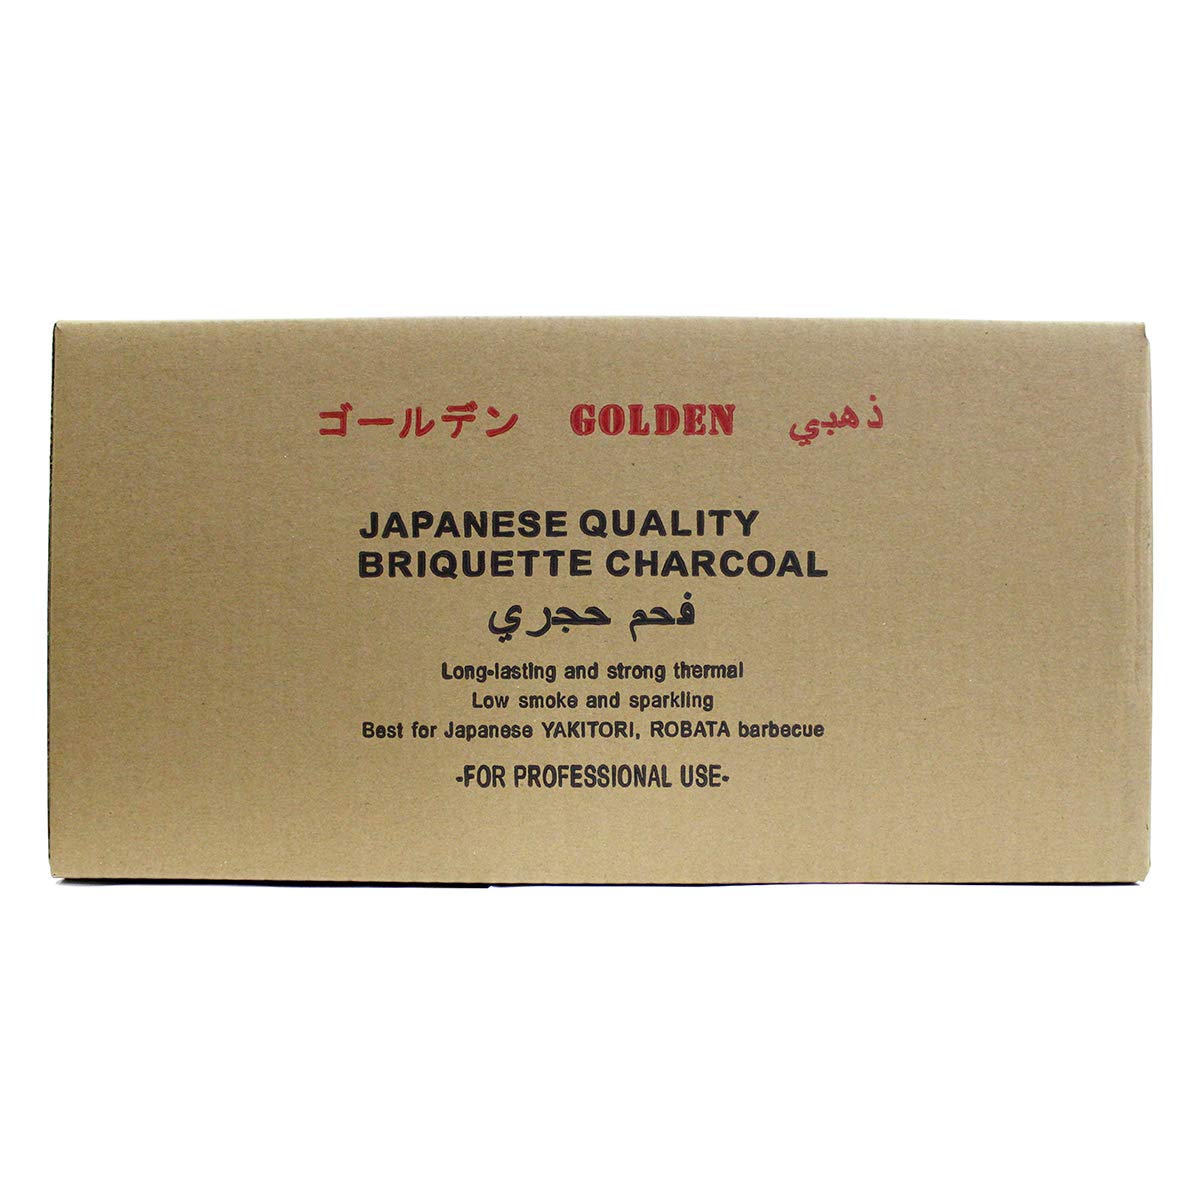 ゴールデン GOLDEN ذهبي
JAPANESE QUALITY
BRIQUETTE CHARCOAL
فحم حجري
Long-lasting and strong thermal
Low smoke and sparkling
Best for Japanese YAKITORI, ROBATA barbecue
-FOR PROFESSIONAL USE-